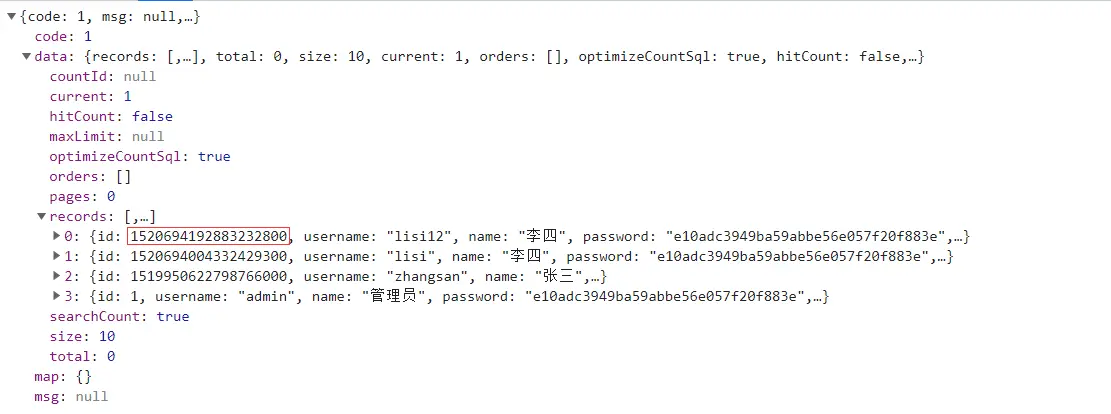 {code: 1, msg: null,…}
code: 1
data: {records: [,…], total: 0, size: 10, current: 1, orders: [], optimizeCountSql: true, hitCount: false,…}
countId: null
current: 1
hitCount: false
maxLimit: null
optimizeCountSql: true
orders: []
pages: 0
records: [,…]
0: {id: 1520694192883232800, username: "lisi12", name: "李四", password: "e10adc3949ba59abbe56e057f20f883e",…}
1: {id: 1520694004332429300, username: "lisi", name: "李四", password: "e10adc3949ba59abbe56e057f20f883e",…}
2: {id: 1519950622798766000, username: "zhangsan", name: "张三",…}
3: {id: 1, username: "admin", name: "管理员", password: "e10adc3949ba59abbe56e057f20f883e",…}
searchCount: true
size: 10
total: 0
map: {}
msg: null